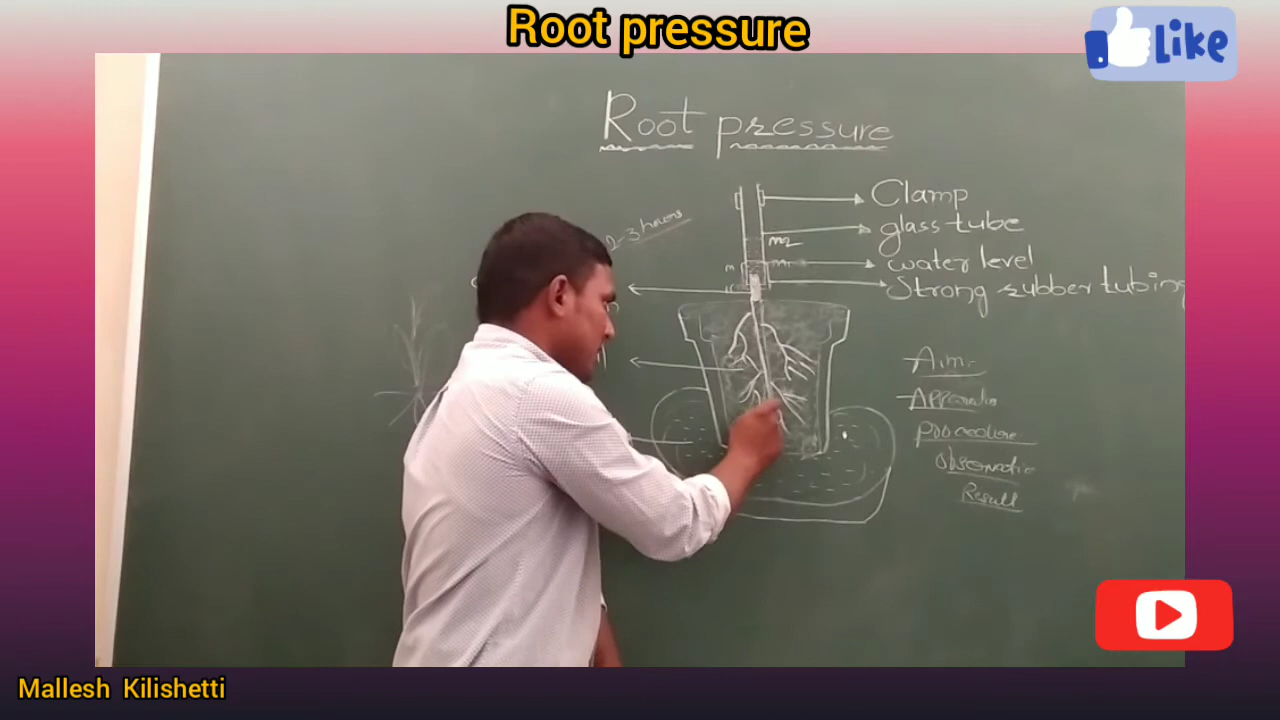 Root pressure
Like
Root pressure
Clamp
2-3 hours
glass tube
m2
water level
m1
Strong rubber tubing
Aim
Apparatus
procedure
Observation
Result
Mallesh Kilishetti